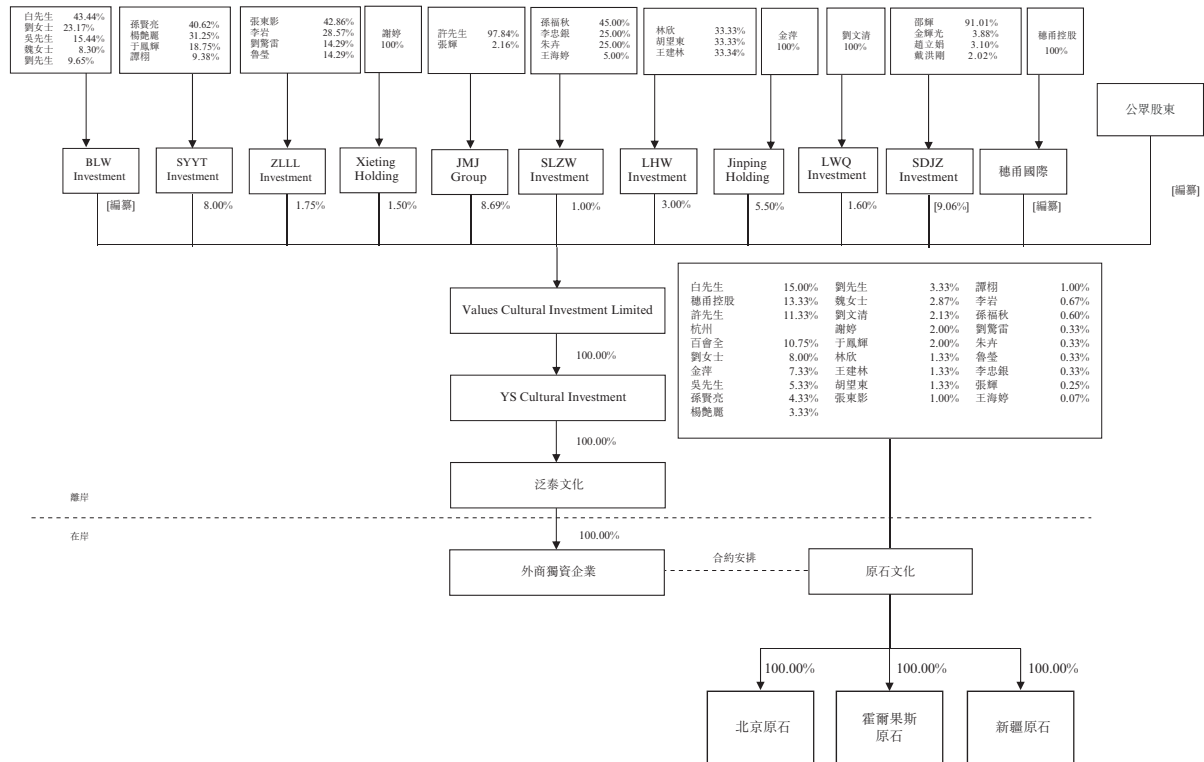 白先生 43.44%
劉女士 23.17%
吳先生 15.44%
魏女士 8.30%
劉先生 9.65%
孫賢亮 40.62%
楊艷麗 31.25%
于鳳輝 18.75%
譚栩 9.38%
張東影 42.86%
李岩 28.57%
劉驚雷 14.29%
魯瑩 14.29%
謝婷
100%
許先生 97.84%
張輝 2.16%
孫福秋 45.00%
李忠銀 25.00%
朱卉 25.00%
王海婷 5.00%
林欣 33.33%
胡望東 33.33%
王建林 33.34%
金萍
100%
劉文清
100%
邵輝 91.01%
金輝光 3.88%
趙立娟 3.10%
戴洪剛 2.02%
穗甬控股
100%
公眾股東
BLW
Investment
SYYT
Investment
ZLLL
Investment
Xieting
Holding
JMJ
Group
SLZW
Investment
LHW
Investment
Jinping
Holding
LWQ
Investment
SDJZ
Investment
穗甬國際
[編纂]
8.00%
1.75%
1.50%
8.69%
1.00%
3.00%
5.50%
1.60%
[9.06%]
[編纂]
[編纂]
Values Cultural Investment Limited
100.00%
YS Cultural Investment
100.00%
泛泰文化
白先生 15.00% 劉先生 3.33% 譚栩 1.00%
穗甬控股 13.33% 魏女士 2.87% 李岩 0.67%
許先生 11.33% 劉文清 2.13% 孫福秋 0.60%
杭州 謝婷 2.00% 劉驚雷 0.33%
百會全 10.75% 于鳳輝 2.00% 朱卉 0.33%
劉女士 8.00% 林欣 1.33% 魯瑩 0.33%
金萍 7.33% 王建林 1.33% 李忠銀 0.33%
吳先生 5.33% 胡望東 1.33% 張輝 0.25%
孫賢亮 4.33% 張東影 1.00% 王海婷 0.07%
楊艷麗 3.33%
離岸
在岸
100.00%
外商獨資企業
合約安排
原石文化
100.00%
100.00%
100.00%
北京原石
霍爾果斯
原石
新疆原石